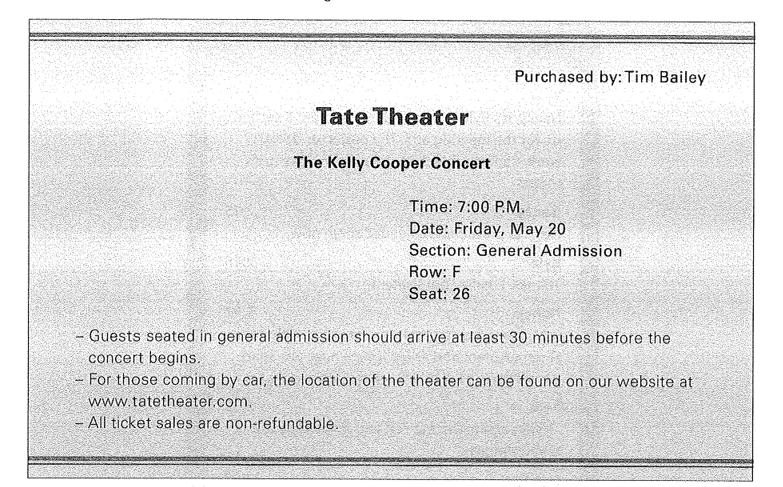 Purchased by: Tim Bailey
Tate Theater
The Kelly Cooper Concert
Time: 7:00 P.M.
Date: Friday, May 20
Section: General Admission
Row: F
Seat: 26
– Guests seated in general admission should arrive at least 30 minutes before the
concert begins.
– For those coming by car, the location of the theater can be found on our website at
www.tatetheater.com.
– All ticket sales are non-refundable.